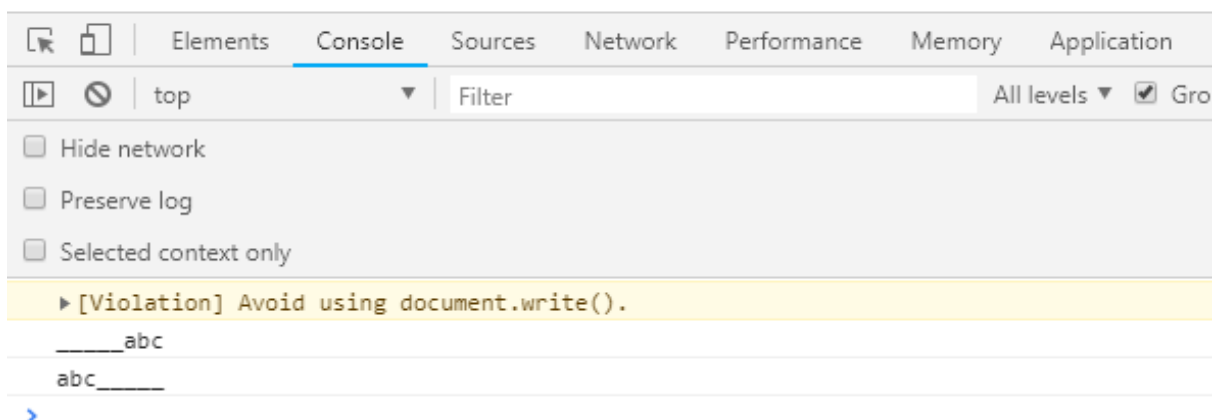 Elements Console Sources Network Performance Memory Application
top Filter All levels Gro
Hide network
Preserve log
Selected context only
[Violation] Avoid using document.write().
_____abc
abc_____